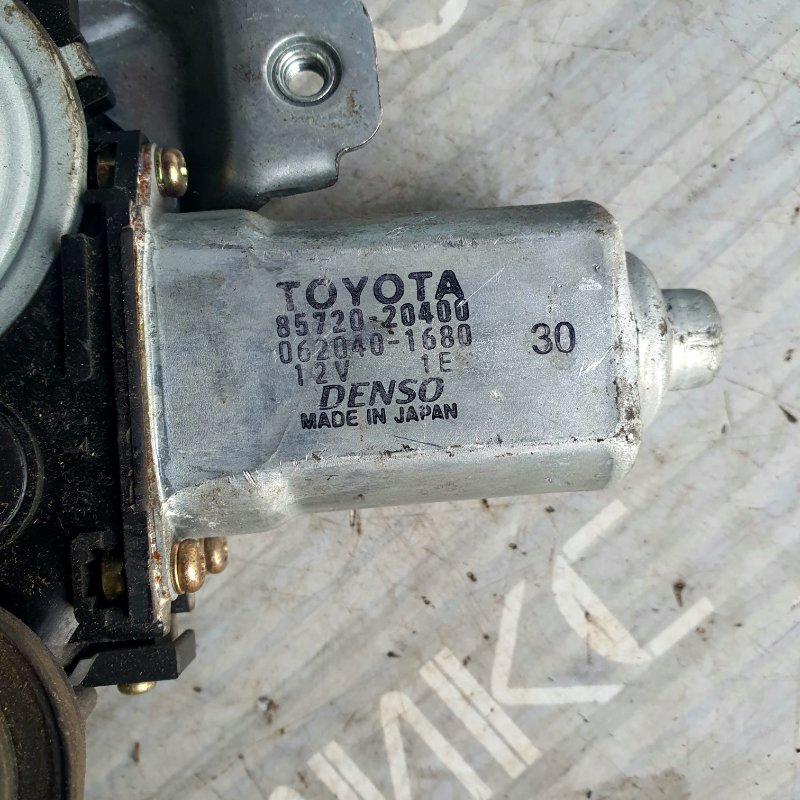 TOYOTA
85720-20400
062040-1680
12V 1E
30
DENSO
MADE IN JAPAN